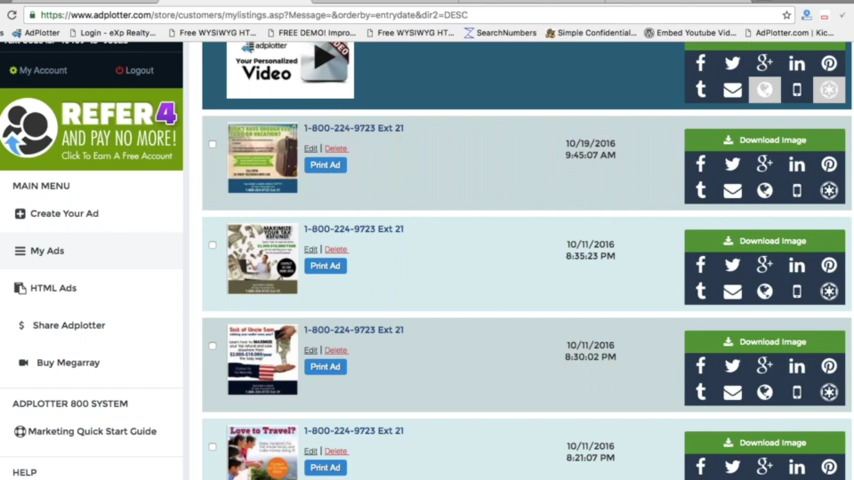 https://www.adplotter.com/store/customers/mylistings.asp?Message=&orderby=entrydate&dir2=DESC
AdPlotter
Login - eXp Realty...
Free WYSIWYG HT...
FREE DEMO! Impro...
Free WYSIWYG HT...
SearchNumbers
Simple Confidential...
Embed Youtube Vid...
AdPlotter.com | Kic...
My Account
Logout
REFER 4
AND PAY NO MORE!
Click To Earn A Free Account
MAIN MENU
Create Your Ad
My Ads
HTML Ads
Share Adplotter
Buy Megarray
ADPLOTTER 800 SYSTEM
Marketing Quick Start Guide
HELP
adplotter
Your Personalized
Video
1-800-224-9723 Ext 21
Edit | Delete
Print Ad
10/19/2016
9:45:07 AM
Download Image
MAXIMIZE
YOUR TAX
REFUND!
1-800-224-9723 Ext 21
Edit | Delete
Print Ad
10/11/2016
8:35:23 PM
Download Image
Sick of Uncle Sam
1-800-224-9723 Ext 21
Edit | Delete
Print Ad
10/11/2016
8:30:02 PM
Download Image
Love to Travel?
1-800-224-9723 Ext 21
Edit | Delete
Print Ad
10/11/2016
8:21:07 PM
Download Image